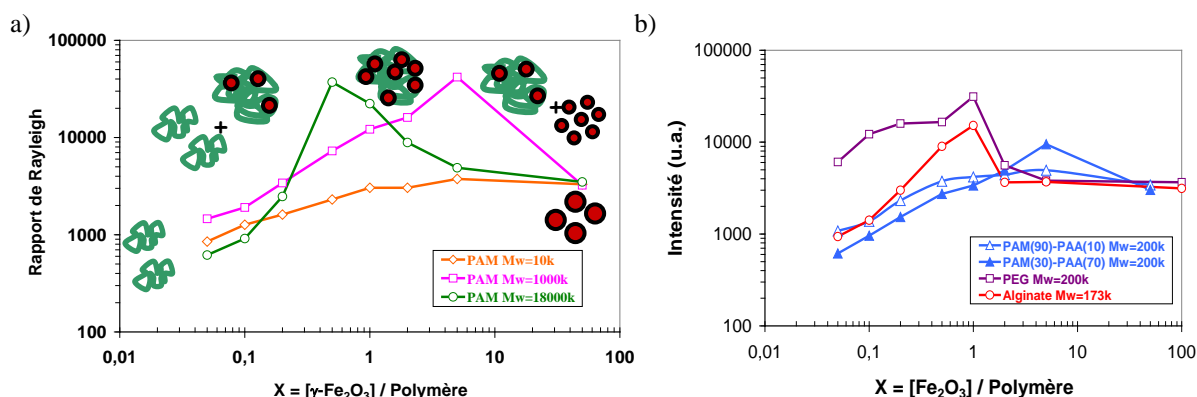 a)
Rapport de Rayleigh
100000
10000
1000
100
0,01 0,1 1 10 100
X = [γ-Fe₂O₃] / Polymère
+
+
PAM Mw=10k
PAM Mw=1000k
PAM Mw=18000k
b)
Intensité (u.a.)
100000
10000
1000
100
0,01 0,1 1 10 100
X = [Fe₂O₃] / Polymère
PAM(90)-PAA(10) Mw=200k
PAM(30)-PAA(70) Mw=200k
PEG Mw=200k
Alginate Mw=173k